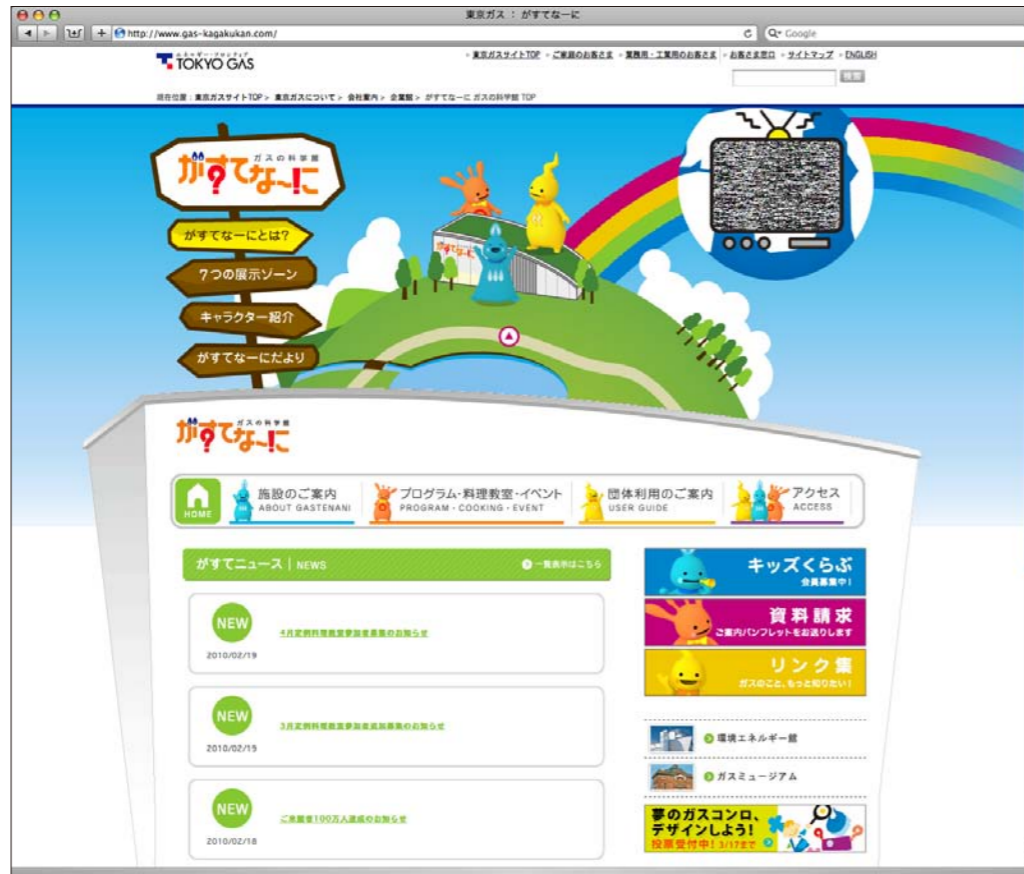 東京ガス : がすてなーに
http://www.gas-kagakukan.com/
Google
エネルギー・フロンティア
TOKYO GAS
東京ガスサイトTOP
ご家庭のお客さま
業務用・工業用のお客さま
お客さま窓口
サイトマップ
ENGLISH
検索
現在位置 : 東京ガスサイトTOP > 東京ガスについて > 会社案内 > 企業館 > がすてなーに ガスの科学館 TOP
ガスの科学館
がすてな〜に
がすてなーにとは?
7つの展示ゾーン
キャラクター紹介
がすてなーにだより
がすてな〜に
ガスの科学館
がすてな〜に
HOME
施設のご案内
ABOUT GASTENANI
プログラム・料理教室・イベント
PROGRAM・COOKING・EVENT
団体利用のご案内
USER GUIDE
アクセス
ACCESS
がすてニュース | NEWS
一覧表示はこちら
NEW
4月定例料理教室参加者募集のお知らせ
2010/02/19
NEW
3月定例料理教室参加者追加募集のお知らせ
2010/02/19
NEW
ご来館者100万人達成のお知らせ
2010/02/18
キッズくらぶ
会員募集中!
資料請求
ご案内パンフレットをお送りします
リンク集
ガスのこと、もっと知りたい!
環境エネルギー館
ガスミュージアム
夢のガスコンロ、
デザインしよう!
投票受付中! 3/17まで